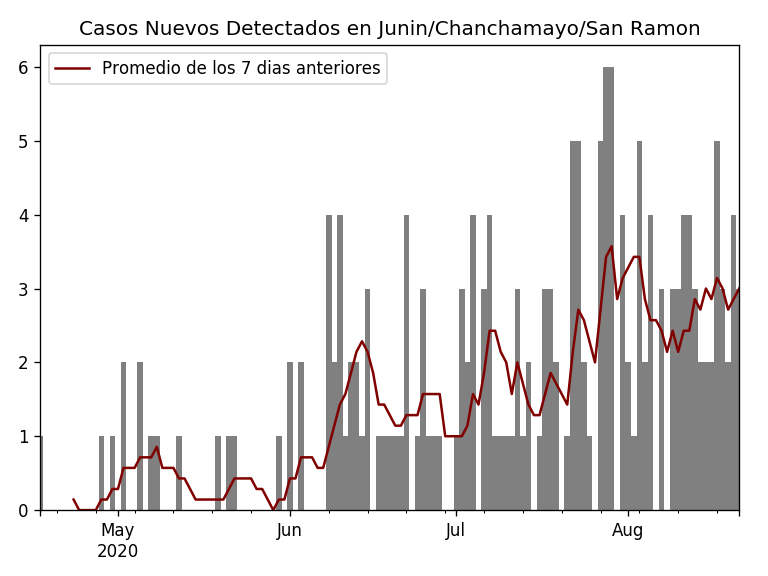 Casos Nuevos Detectados en Junin/Chanchamayo/San Ramon
Promedio de los 7 dias anteriores
6
5
4
3
2
1
0
May Jun Jul Aug
2020